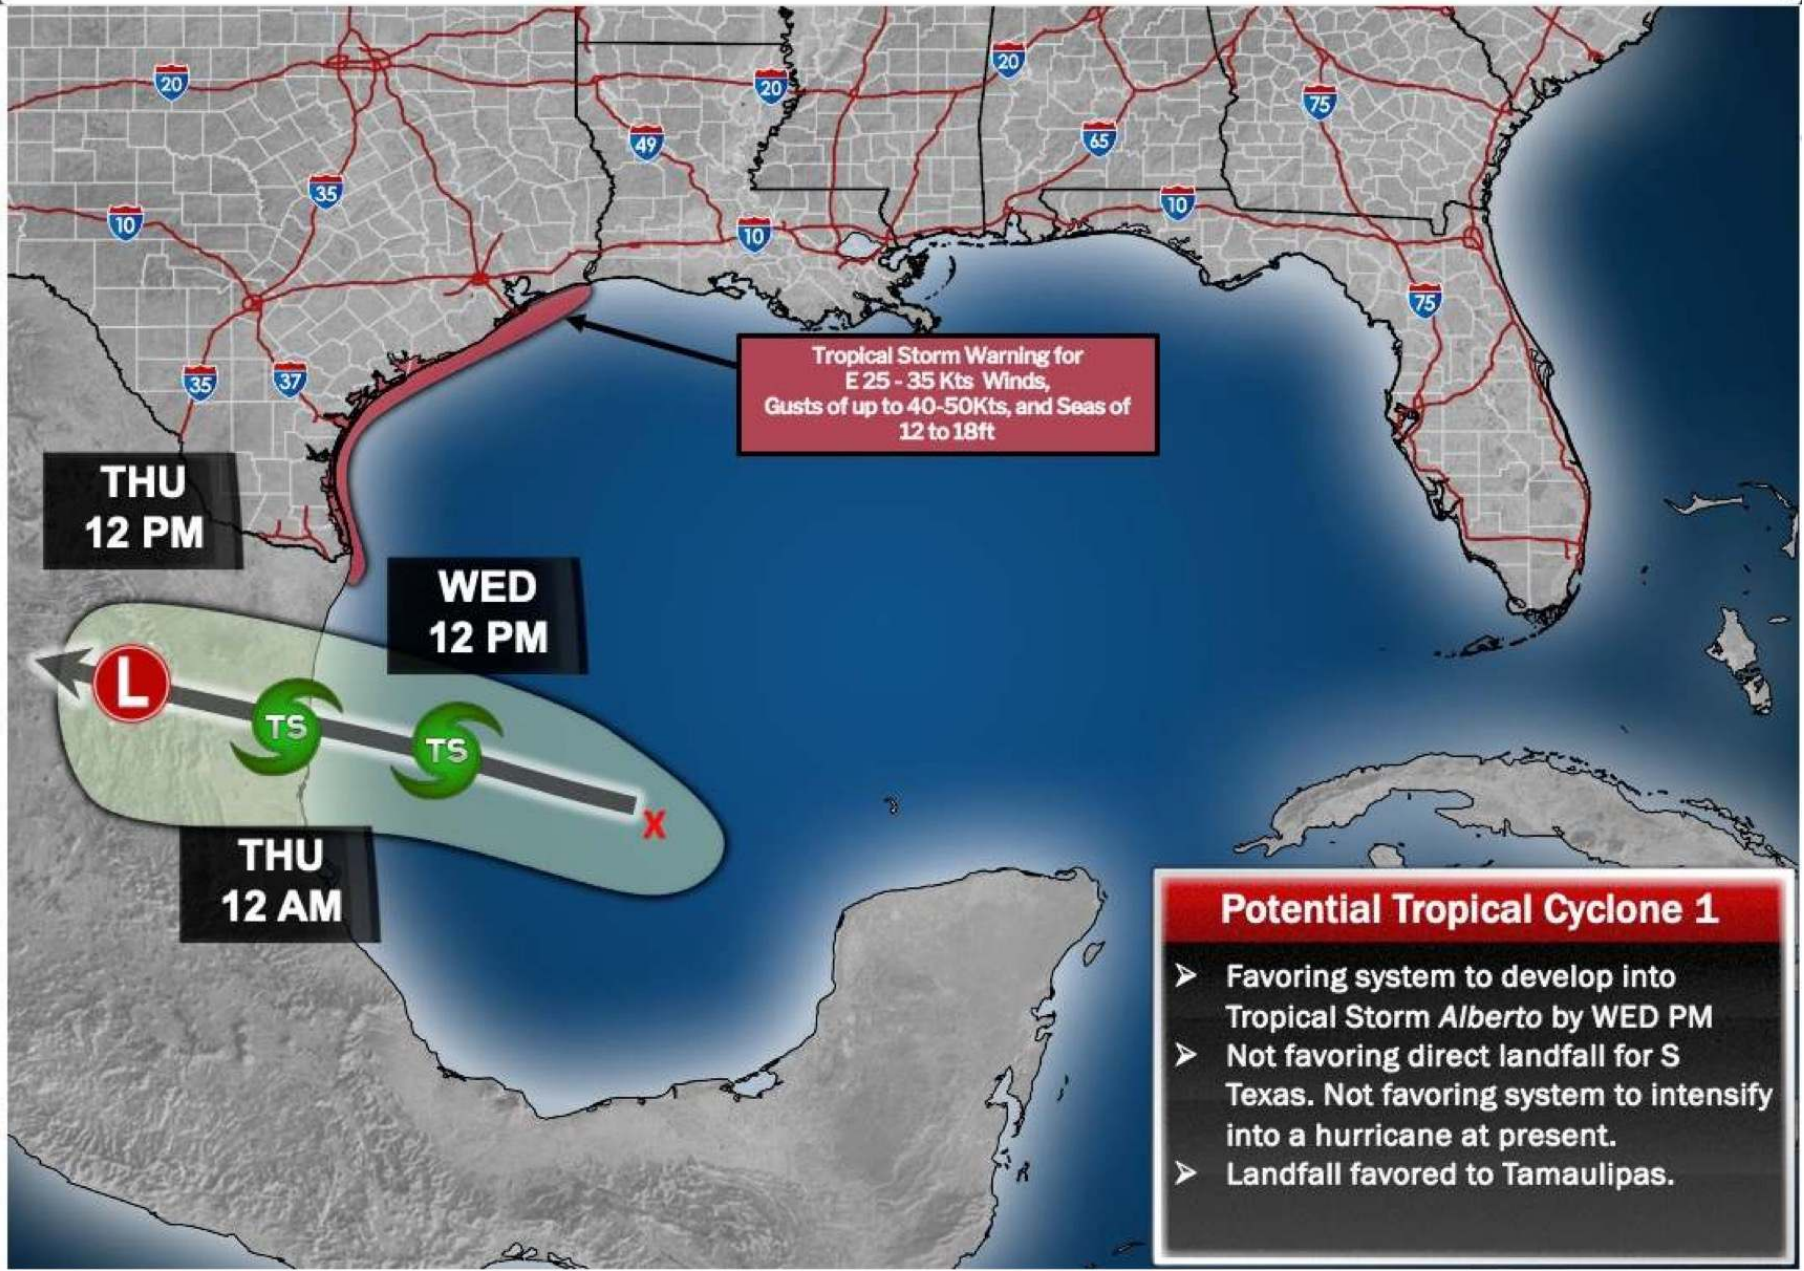 20
20
20
75
49
65
35
10
10
10
75
35
37
Tropical Storm Warning for
E 25 - 35 Kts Winds,
Gusts of up to 40-50Kts, and Seas of
12 to 18ft
THU
12 PM
WED
12 PM
L
TS
TS
X
THU
12 AM
Potential Tropical Cyclone 1
➢ Favoring system to develop into
Tropical Storm Alberto by WED PM
➢ Not favoring direct landfall for S
Texas. Not favoring system to intensify
into a hurricane at present.
➢ Landfall favored to Tamaulipas.